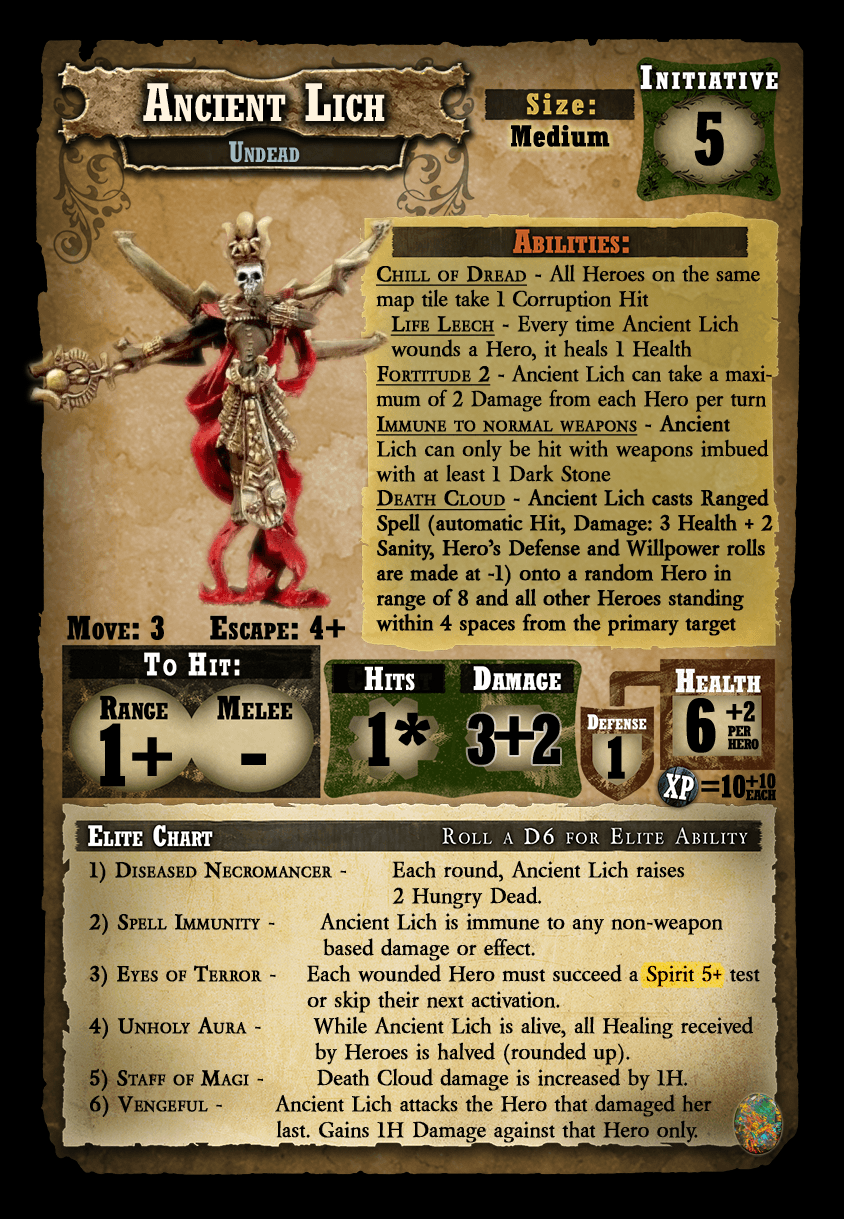 Ancient Lich
Undead
Size:
Medium
Initiative
5
Abilities:
Chill of Dread - All Heroes on the same
map tile take 1 Corruption Hit
Life Leech - Every time Ancient Lich
wounds a Hero, it heals 1 Health
Fortitude 2 - Ancient Lich can take a maxi-
mum of 2 Damage from each Hero per turn
Immune to normal weapons - Ancient
Lich can only be hit with weapons imbued
with at least 1 Dark Stone
Death Cloud - Ancient Lich casts Ranged
Spell (automatic Hit, Damage: 3 Health + 2
Sanity, Hero's Defense and Willpower rolls
are made at -1) onto a random Hero in
range of 8 and all other Heroes standing
within 4 spaces from the primary target
Move: 3 Escape: 4+
To Hit:
Range
1+
Melee
-
Hits
1*
Damage
3+2
Defense
1
Health
6 +2
per
Hero
XP =10 +10
each
Elite Chart Roll a D6 for Elite Ability
1) Diseased Necromancer - Each round, Ancient Lich raises
2 Hungry Dead.
2) Spell Immunity - Ancient Lich is immune to any non-weapon
based damage or effect.
3) Eyes of Terror - Each wounded Hero must succeed a Spirit 5+ test
or skip their next activation.
4) Unholy Aura - While Ancient Lich is alive, all Healing received
by Heroes is halved (rounded up).
5) Staff of Magi - Death Cloud damage is increased by 1H.
6) Vengeful - Ancient Lich attacks the Hero that damaged her
last. Gains 1H Damage against that Hero only.